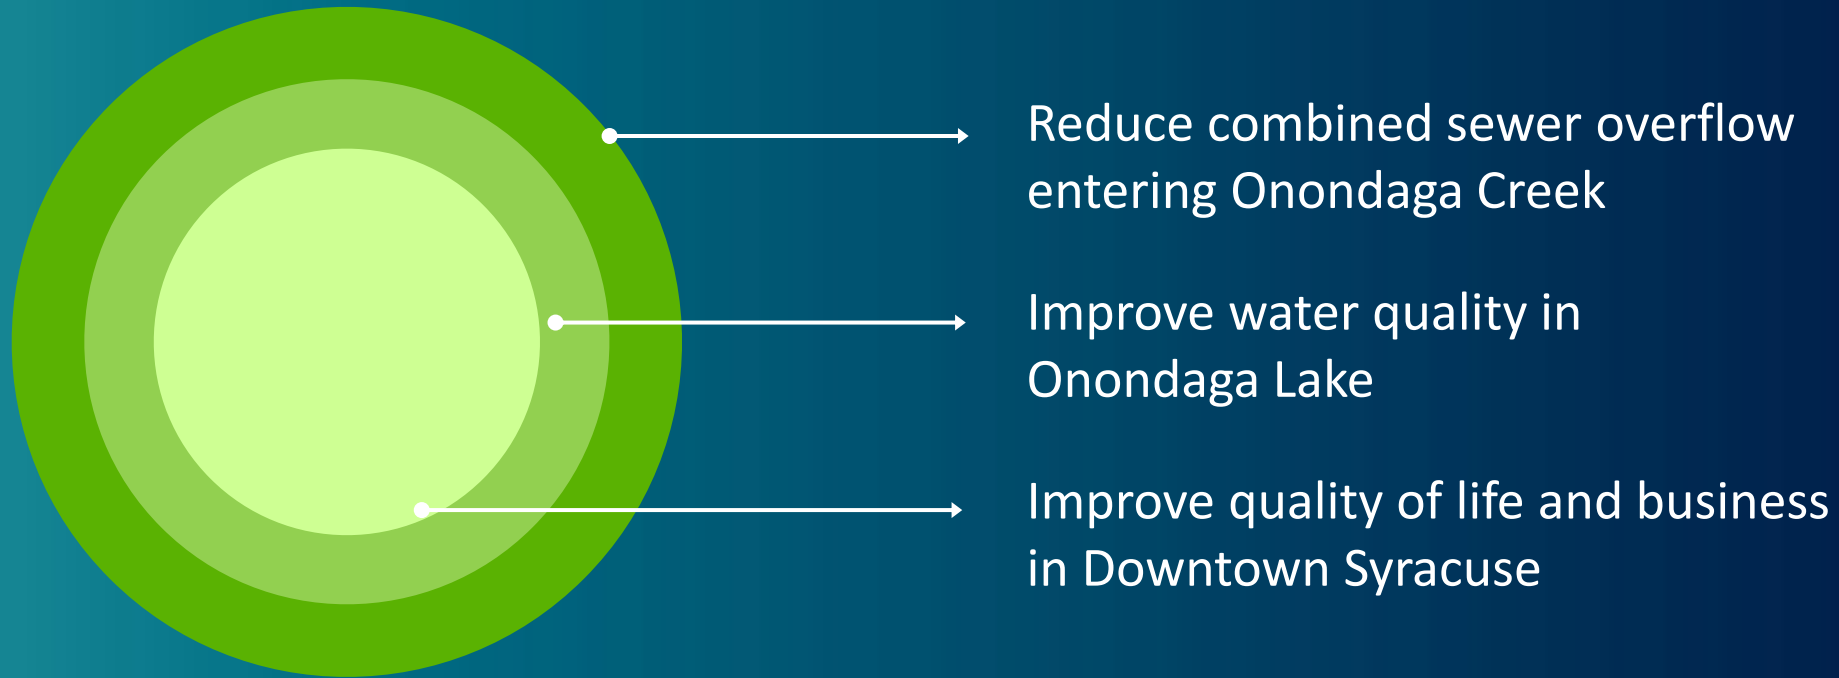 Reduce combined sewer overflow
entering Onondaga Creek
Improve water quality in
Onondaga Lake
Improve quality of life and business
in Downtown Syracuse